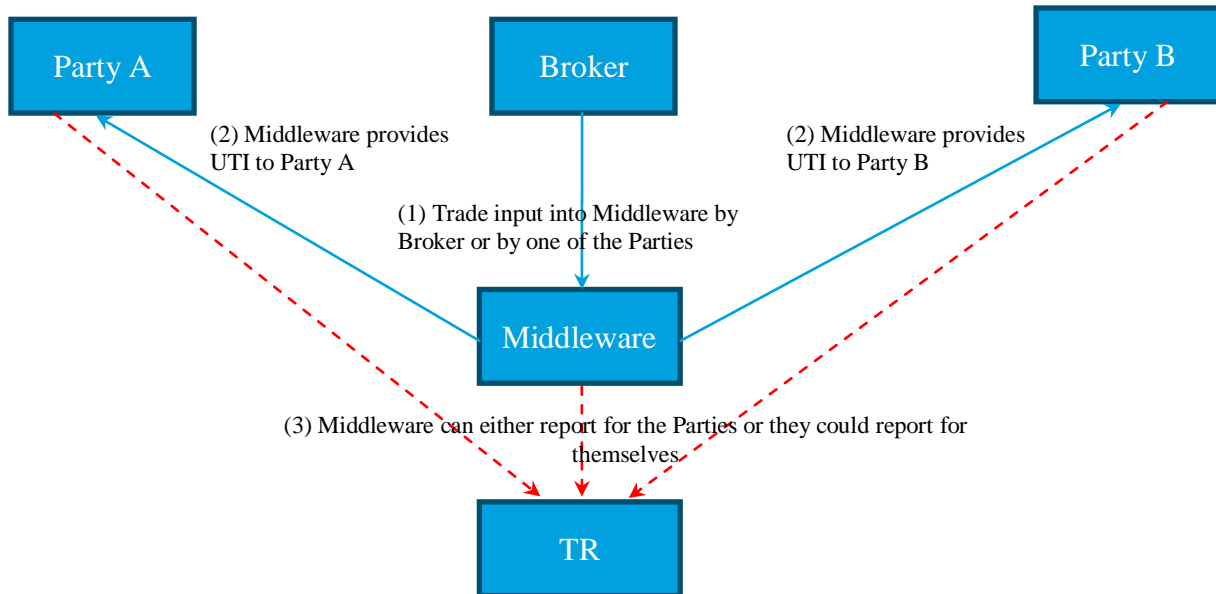 Party A
Broker
Party B
(2) Middleware provides
UTI to Party A
(2) Middleware provides
UTI to Party B
(1) Trade input into Middleware by
Broker or by one of the Parties
Middleware
(3) Middleware can either report for the Parties or they could report for
themselves
TR